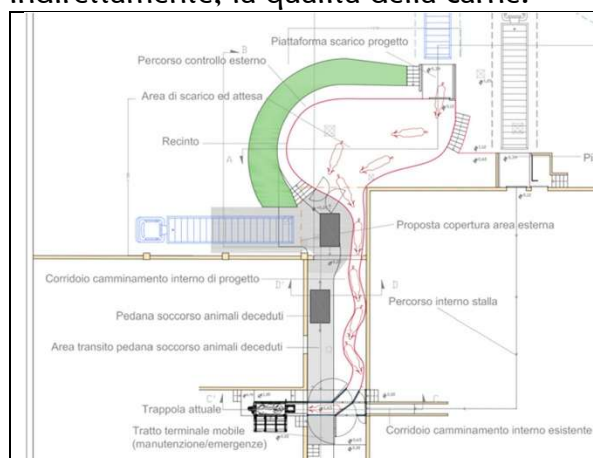 indirettamente, la qualità della carne.
Piattaforma scarico progetto
Percorso controllo esterno
Area di scarico ed attesa
Recinto
Proposta copertura area esterna
Corridoio camminamento interno di progetto
Pedana soccorso animali deceduti
Percorso interno stalla
Area transito pedana soccorso animali deceduti
Trappola attuale
Tratto terminale mobile
(manutenzione/emergenze)
Corridoio camminamento interno esistente